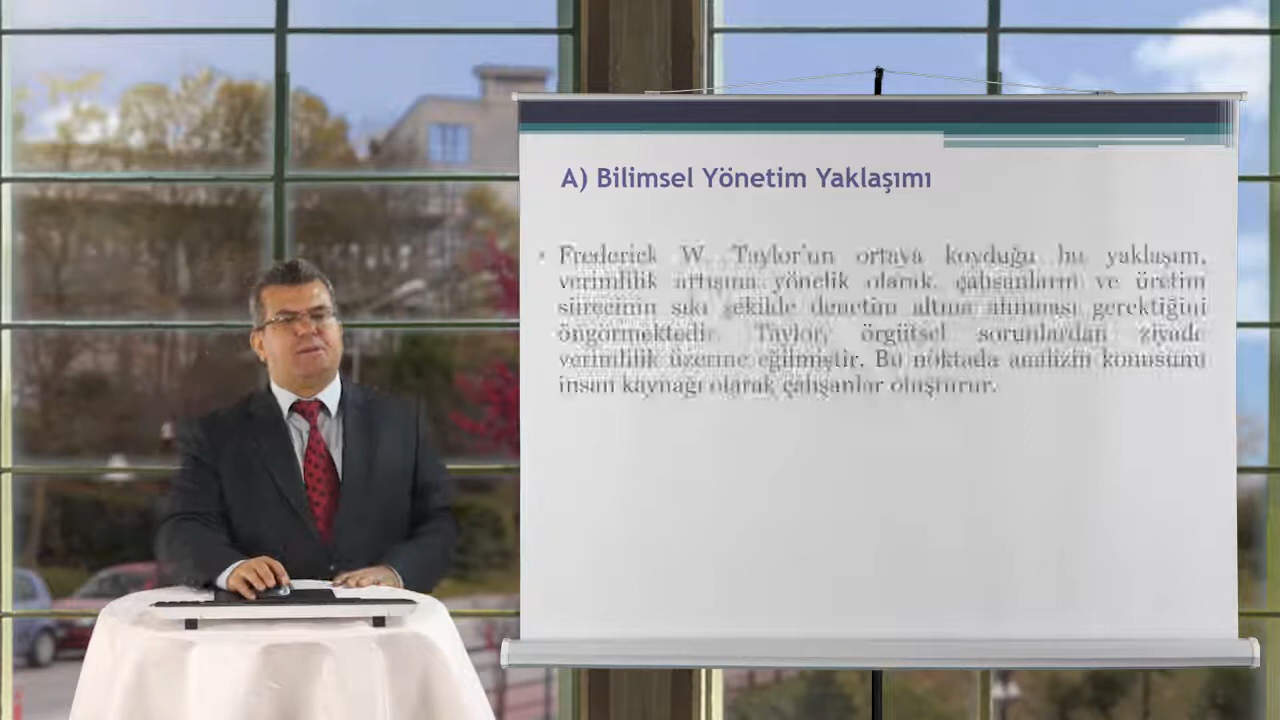 A) Bilimsel Yönetim Yaklaşımı
Frederick W. Taylor'un ortaya koyduğu bu yaklaşım,
verimlilik artışına yönelik olarak, çalışanların ve üretim
sürecinin sıkı şekilde denetim altına alınması gerektiğini
öngörmektedir. Taylor, örgütsel sorunlardan ziyade
verimlilik üzerine eğilmiştir. Bu noktada analizin konusunu
insan kaynağı olarak çalışanlar oluşturur.